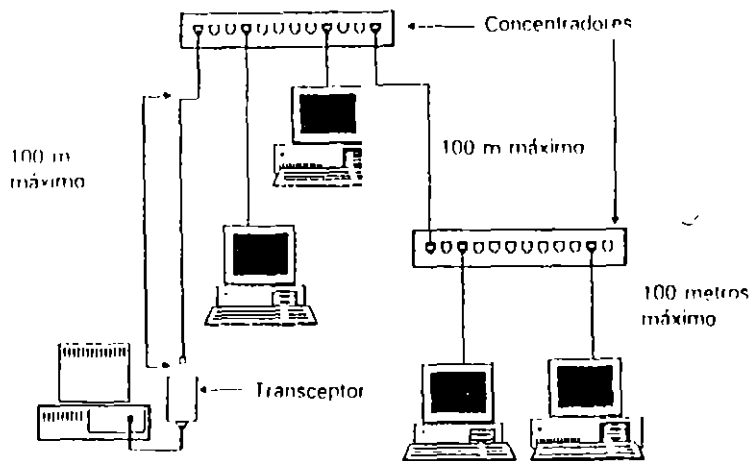 Concentradores
100 m
máximo
100 m máximo
100 metros
máximo
Transceptor